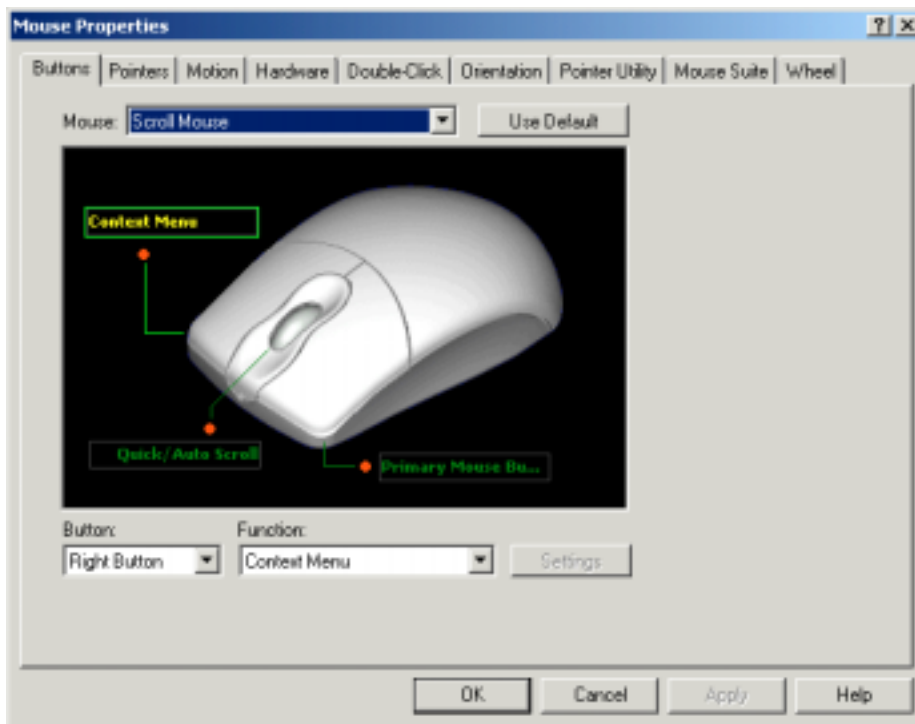 Mouse Properties
Buttons Pointers Motion Hardware Double-Click Orientation Pointer Utility Mouse Suite Wheel
Mouse: Scroll Mouse Use Default
Context Menu
Quick/Auto Scroll
Primary Mouse Bu...
Button: Function:
Right Button Context Menu Settings
OK Cancel Apply Help